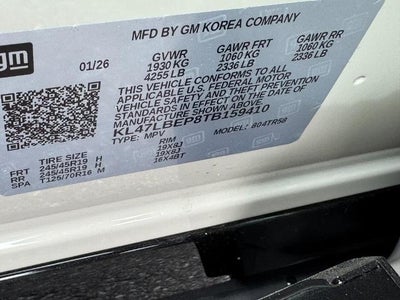 MFD BY GM KOREA COMPANY
gm
01/26 GVWR GAWR FRT GAWR RR
1930 KG 1060 KG 1060 KG
4255 LB 2336 LB 2336 LB
THIS VEHICLE CONFORMS TO ALL
APPLICABLE U.S. FEDERAL MOTOR
VEHICLE SAFETY AND THEFT PREVENTION
STANDARDS IN EFFECT ON THE DATE OF
MANUFACTURE SHOWN ABOVE.
KL47LBEP8TB159410
TYPE: MPV MODEL: 804TR58
TIRE SIZE RIM
FRT 245/45R19 H 19X8J
RR 245/45R19 H 19X8J
SPA T125/70R16 M 16X4BT